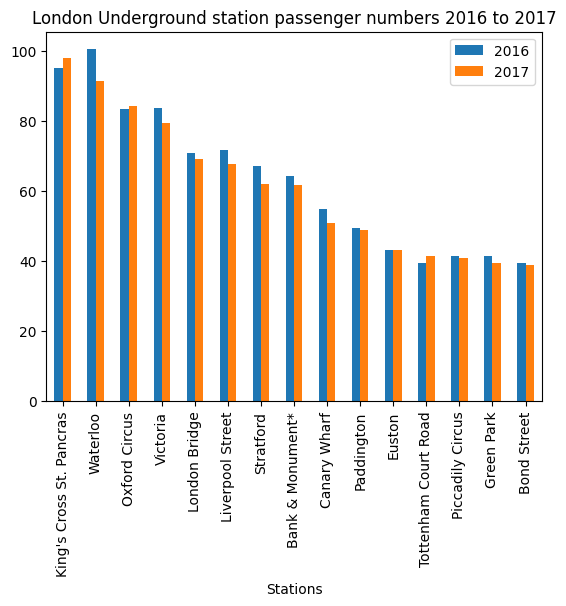 London Underground station passenger numbers 2016 to 2017
2016
2017
100
80
60
40
20
0
King's Cross St. Pancras
Waterloo
Oxford Circus
Victoria
London Bridge
Liverpool Street
Stratford
Bank & Monument*
Canary Wharf
Paddington
Euston
Tottenham Court Road
Piccadily Circus
Green Park
Bond Street
Stations